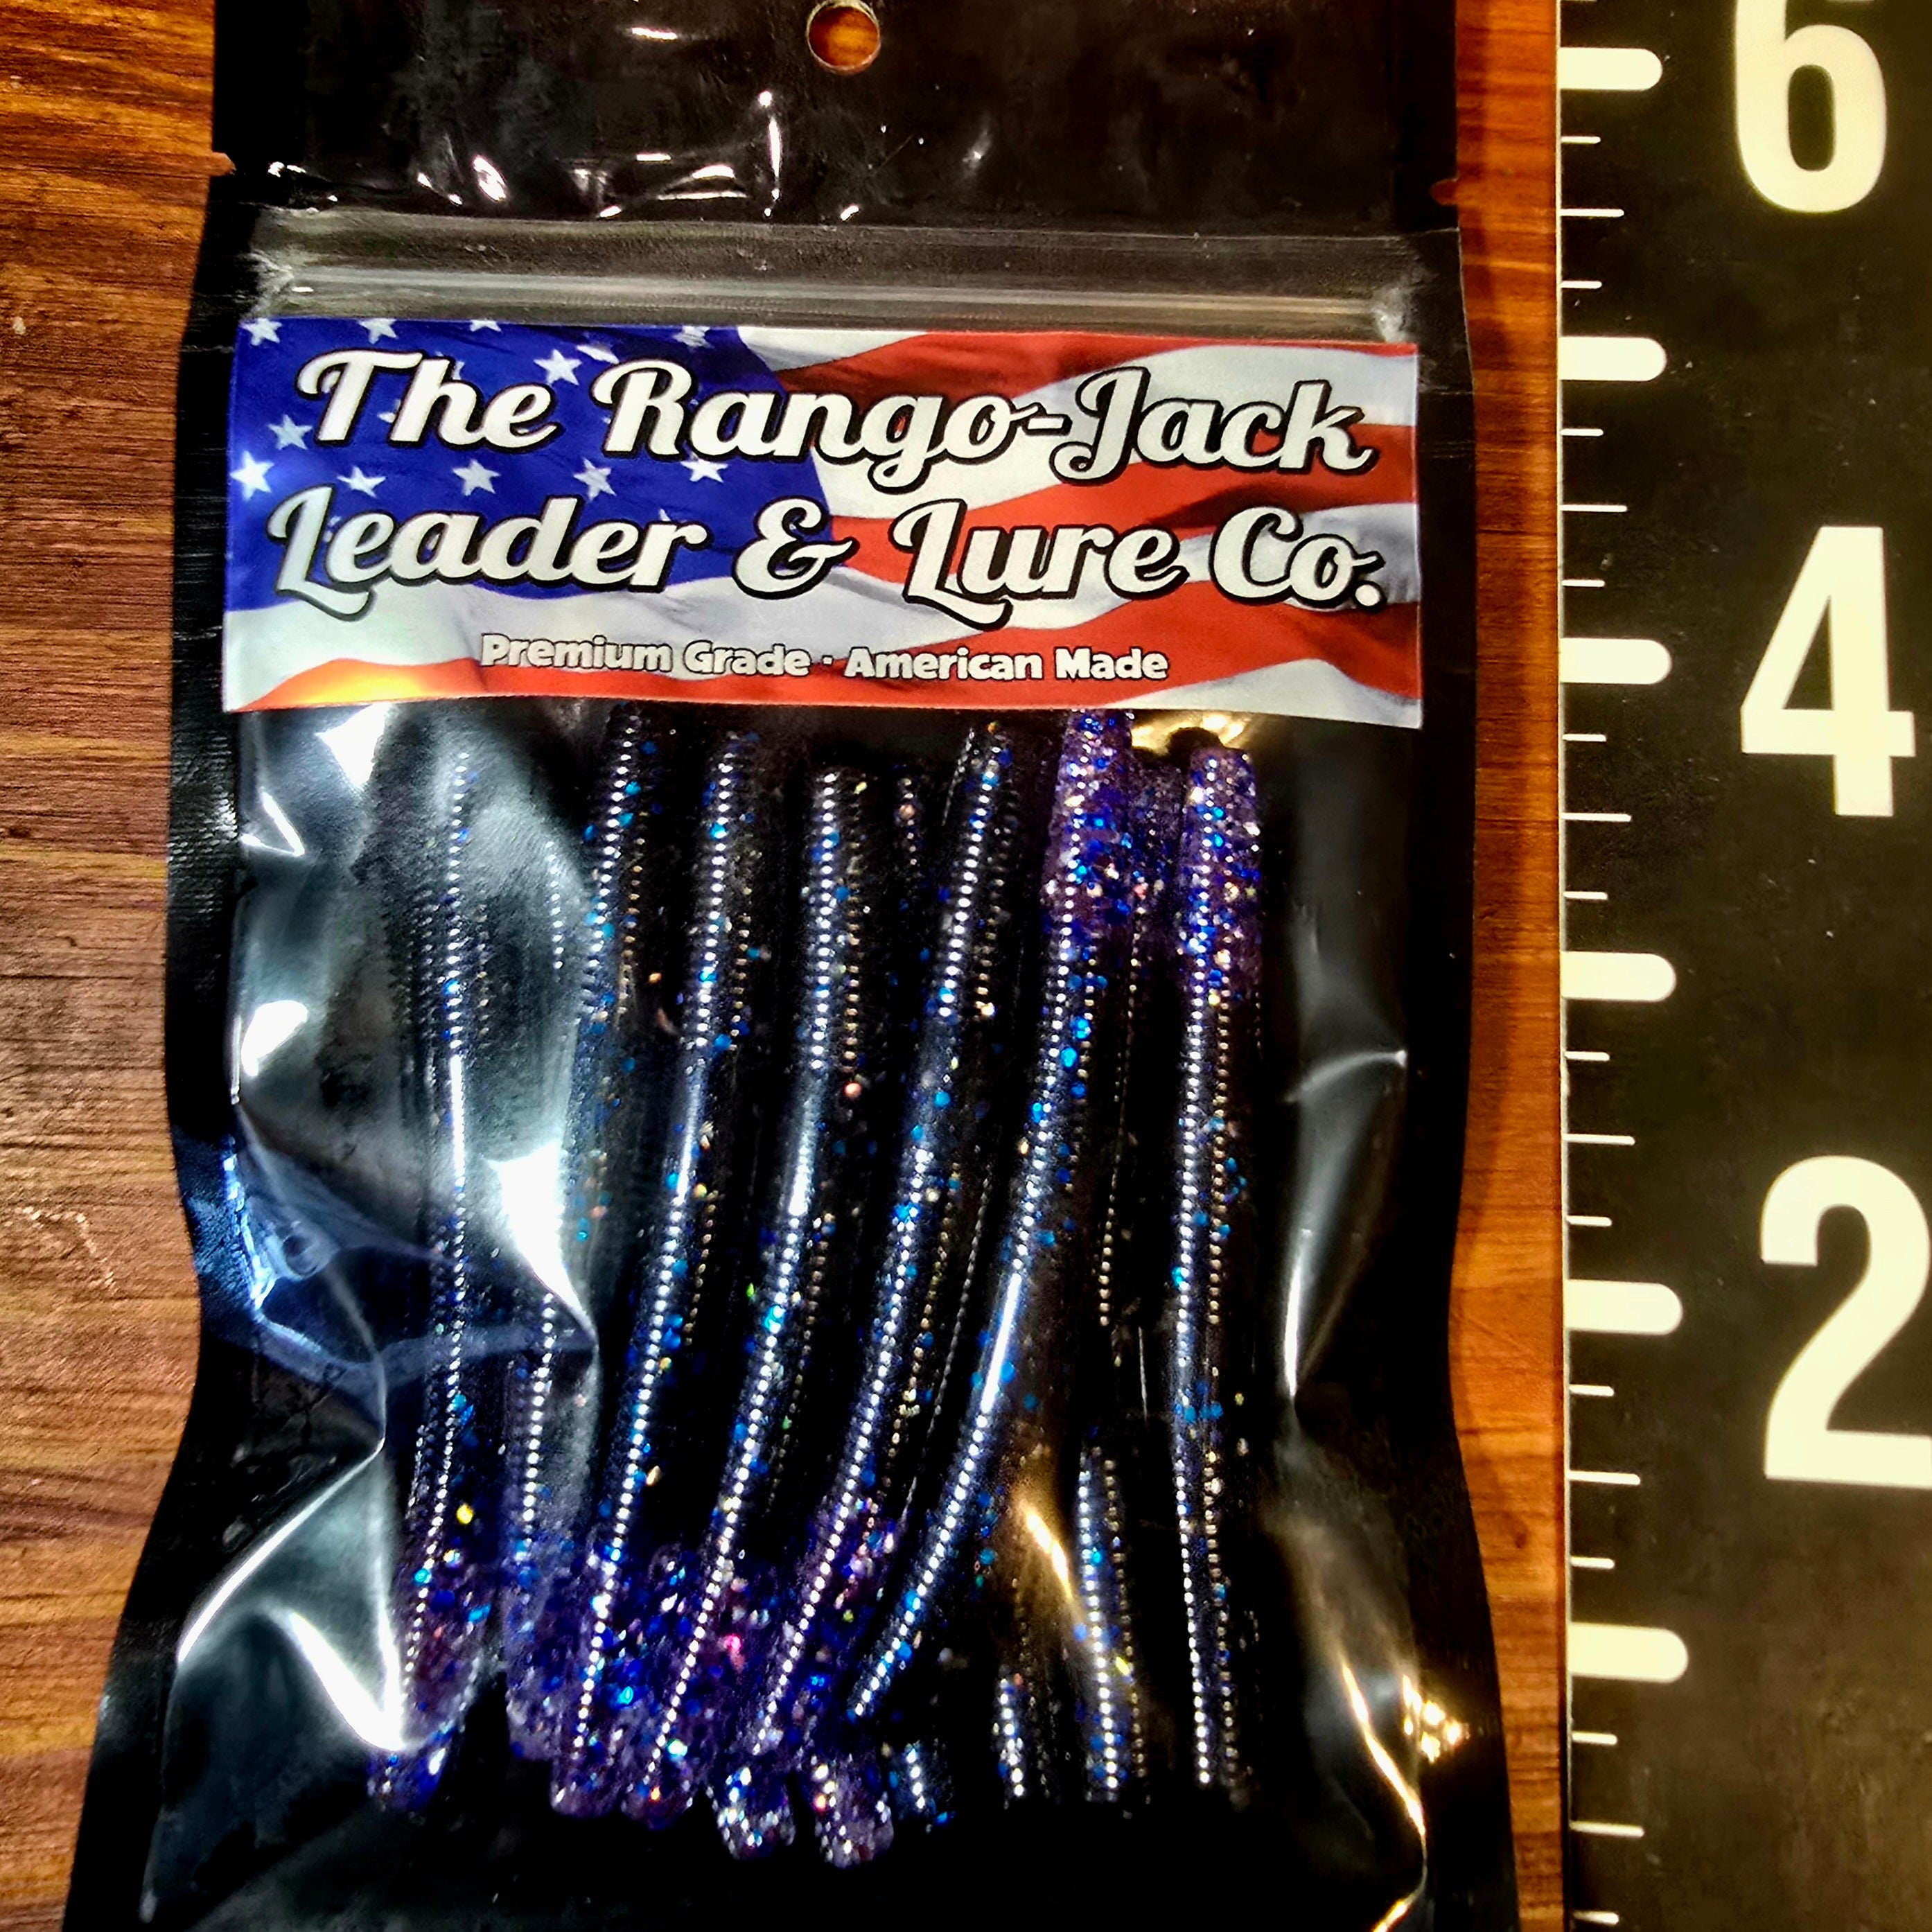 The Rango-Jack
Leader & Lure Co.
Premium Grade · American Made
6
4
2